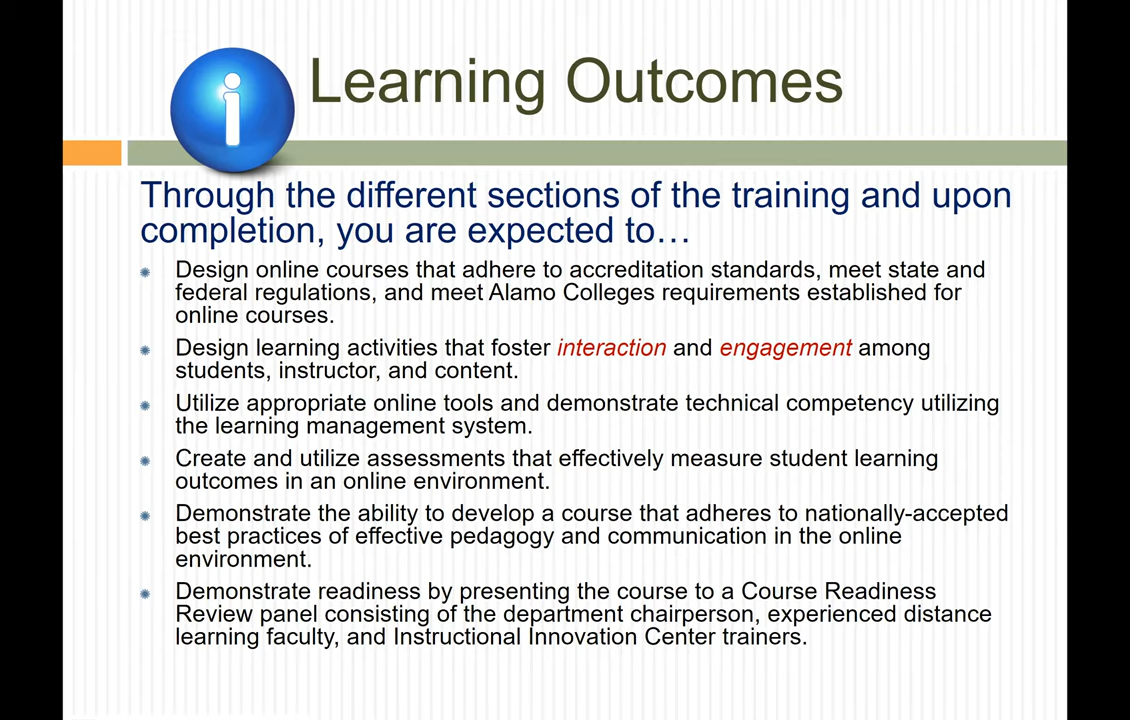 Learning Outcomes
Through the different sections of the training and upon
completion, you are expected to…
Design online courses that adhere to accreditation standards, meet state and
federal regulations, and meet Alamo Colleges requirements established for
online courses.
Design learning activities that foster interaction and engagement among
students, instructor, and content.
Utilize appropriate online tools and demonstrate technical competency utilizing
the learning management system.
Create and utilize assessments that effectively measure student learning
outcomes in an online environment.
Demonstrate the ability to develop a course that adheres to nationally-accepted
best practices of effective pedagogy and communication in the online
environment.
Demonstrate readiness by presenting the course to a Course Readiness
Review panel consisting of the department chairperson, experienced distance
learning faculty, and Instructional Innovation Center trainers.